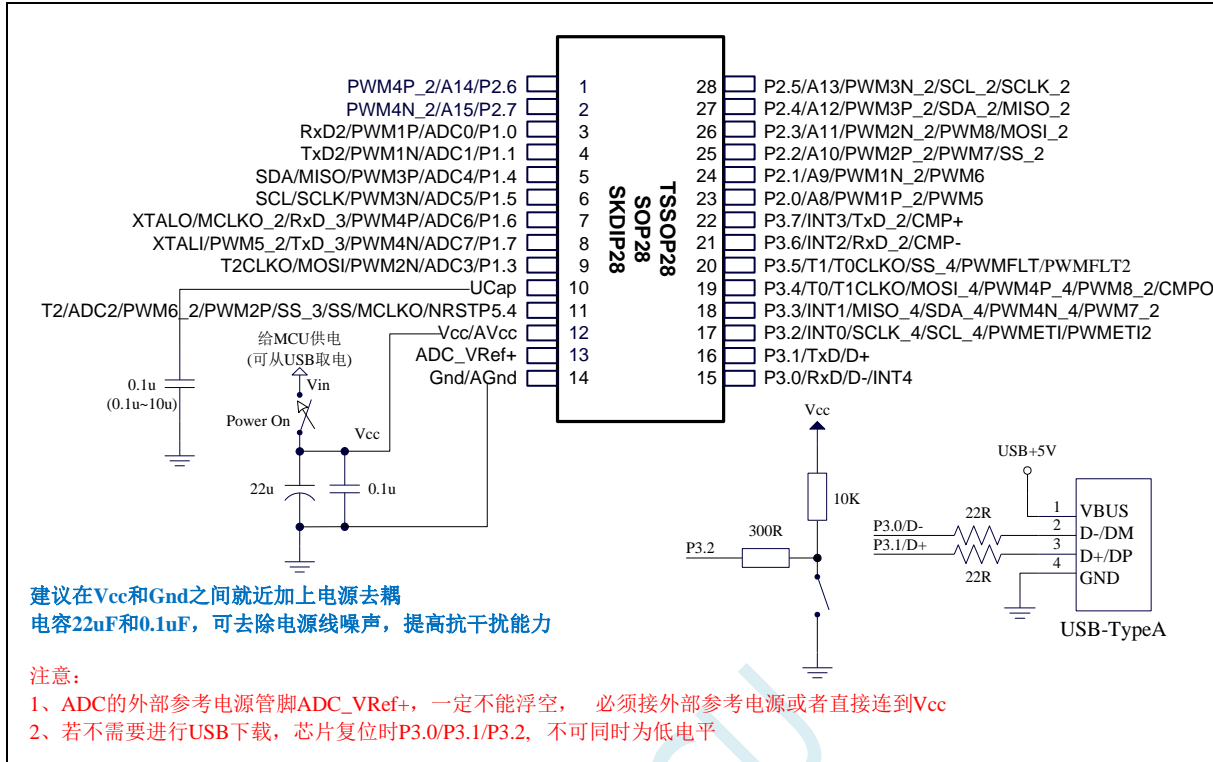 PWM4P_2/A14/P2.6 1 28 P2.5/A13/PWM3N_2/SCL_2/SCLK_2
PWM4N_2/A15/P2.7 2 27 P2.4/A12/PWM3P_2/SDA_2/MISO_2
RxD2/PWM1P/ADC0/P1.0 3 26 P2.3/A11/PWM2N_2/PWM8/MOSI_2
TxD2/PWM1N/ADC1/P1.1 4 25 P2.2/A10/PWM2P_2/PWM7/SS_2
SDA/MISO/PWM3P/ADC4/P1.4 5 24 P2.1/A9/PWM1N_2/PWM6
SCL/SCLK/PWM3N/ADC5/P1.5 6 23 P2.0/A8/PWM1P_2/PWM5
XTALO/MCLKO_2/RxD_3/PWM4P/ADC6/P1.6 7 22 P3.7/INT3/TxD_2/CMP+
XTALI/PWM5_2/TxD_3/PWM4N/ADC7/P1.7 8 21 P3.6/INT2/RxD_2/CMP-
T2CLKO/MOSI/PWM2N/ADC3/P1.3 9 20 P3.5/T1/T0CLKO/SS_4/PWMFLT/PWMFLT2
UCap 10 19 P3.4/T0/T1CLKO/MOSI_4/PWM4P_4/PWM8_2/CMPO
T2/ADC2/PWM6_2/PWM2P/SS_3/SS/MCLKO/NRSTP5.4 11 18 P3.3/INT1/MISO_4/SDA_4/PWM4N_4/PWM7_2
Vcc/AVcc 12 17 P3.2/INT0/SCLK_4/SCL_4/PWMETI/PWMETI2
ADC_VRef+ 13 16 P3.1/TxD/D+
Gnd/AGnd 14 15 P3.0/RxD/D-/INT4
TSSOP28
SOP28
SKDIP28
给MCU供电
(可从USB取电)
Vin
0.1u
(0.1u~10u)
Power On
Vcc
22u
0.1u
Vcc
10K
300R
P3.2
USB+5V
22R
P3.0/D-
P3.1/D+
22R
1 VBUS
2 D-/DM
3 D+/DP
4 GND
USB-TypeA
建议在Vcc和Gnd之间就近加上电源去耦
电容22uF和0.1uF，可去除电源线噪声，提高抗干扰能力
注意：
1、ADC的外部参考电源管脚ADC_VRef+，一定不能浮空， 必须接外部参考电源或者直接连到Vcc
2、若不需要进行USB下载，芯片复位时P3.0/P3.1/P3.2, 不可同时为低电平